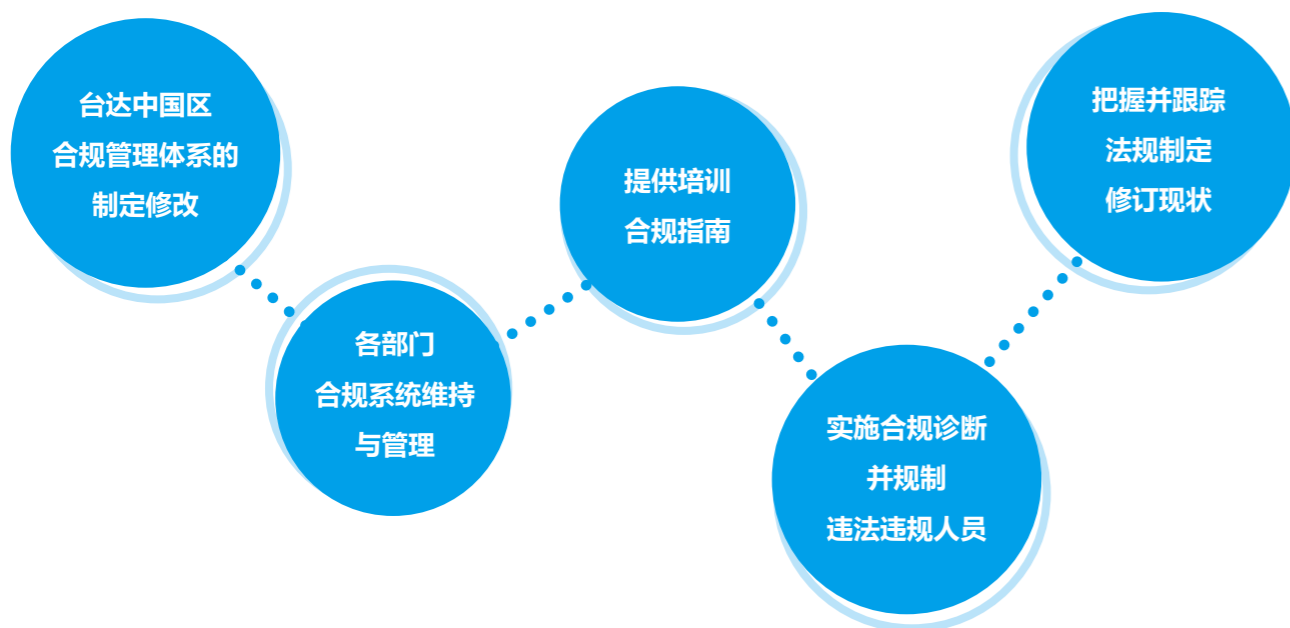 台达中国区
合规管理体系的
制定修改
各部门
合规系统维持
与管理
提供培训
合规指南
实施合规诊断
并规制
违法违规人员
把握并跟踪
法规制定
修订现状